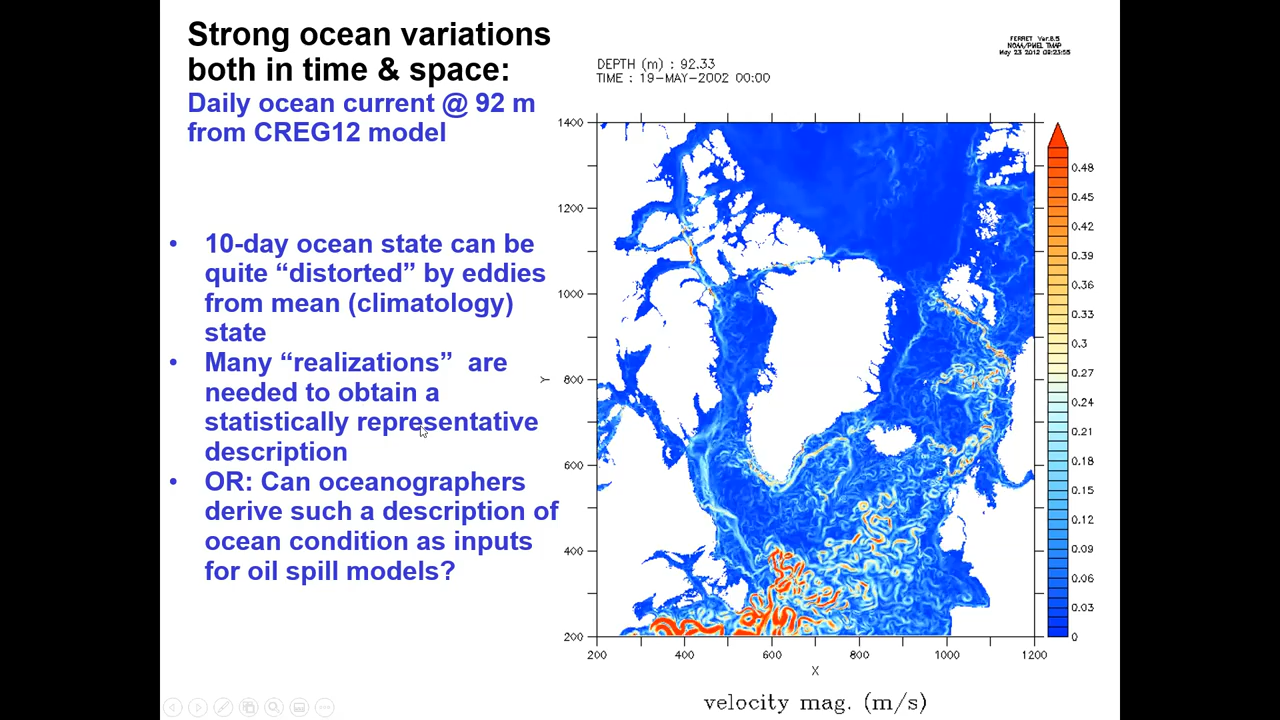 Strong ocean variations
both in time & space:
Daily ocean current @ 92 m
from CREG12 model
• 10-day ocean state can be
quite “distorted” by eddies
from mean (climatology)
state
• Many “realizations” are
needed to obtain a
statistically representative
description
• OR: Can oceanographers
derive such a description of
ocean condition as inputs
for oil spill models?
FERRET Ver.6.5
NOAA/PMEL TMAP
May 23 2012 09:23:55
DEPTH (m) : 92.33
TIME : 19-MAY-2002 00:00
1400
1200
1000
800
600
400
200
Y
200 400 600 800 1000 1200
X
0.48
0.45
0.42
0.39
0.36
0.33
0.3
0.27
0.24
0.21
0.18
0.15
0.12
0.09
0.06
0.03
0
velocity mag. (m/s)